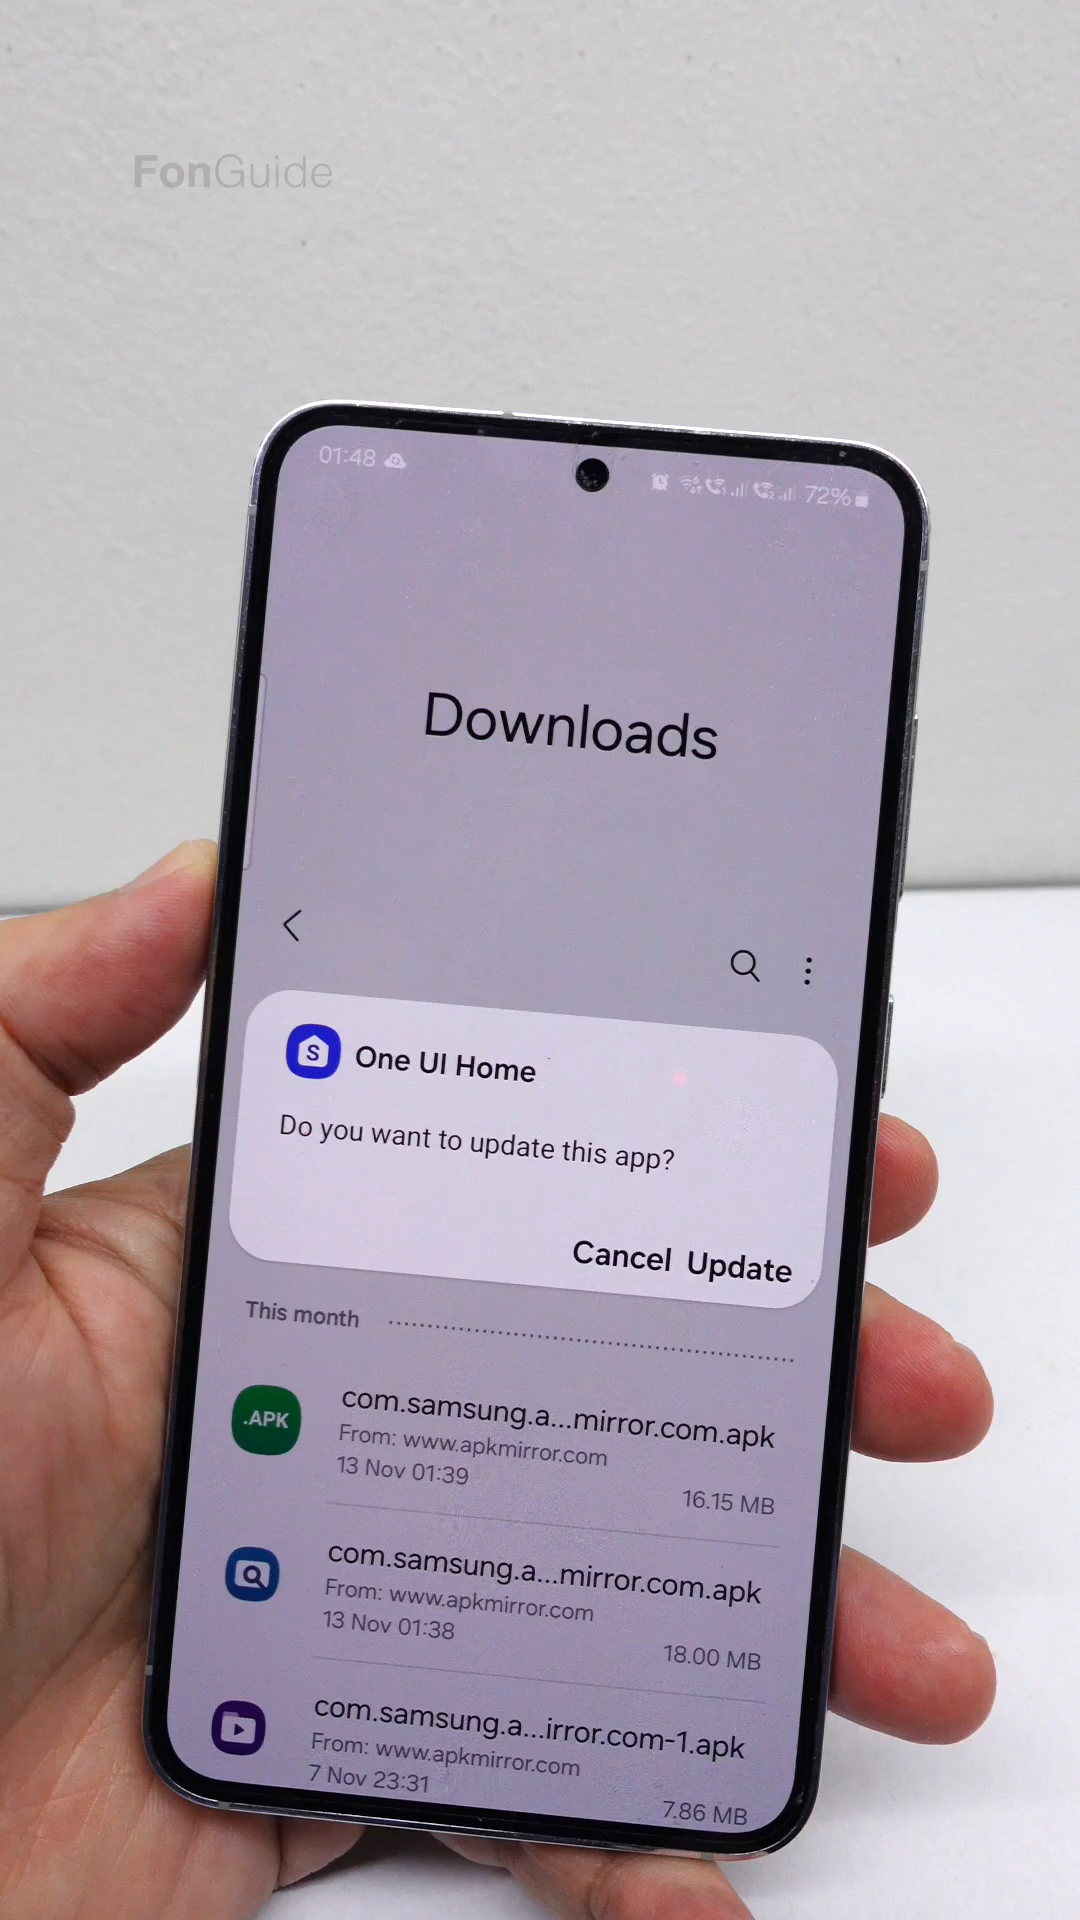 FonGuide
01:48
72%
Downloads
S One UI Home
Do you want to update this app?
Cancel Update
This month
.APK
com.samsung.a...mirror.com.apk
From: www.apkmirror.com
13 Nov 01:39
16.15 MB
com.samsung.a...mirror.com.apk
From: www.apkmirror.com
13 Nov 01:38
18.00 MB
com.samsung.a...irror.com-1.apk
From: www.apkmirror.com
7 Nov 23:31
7.86 MB